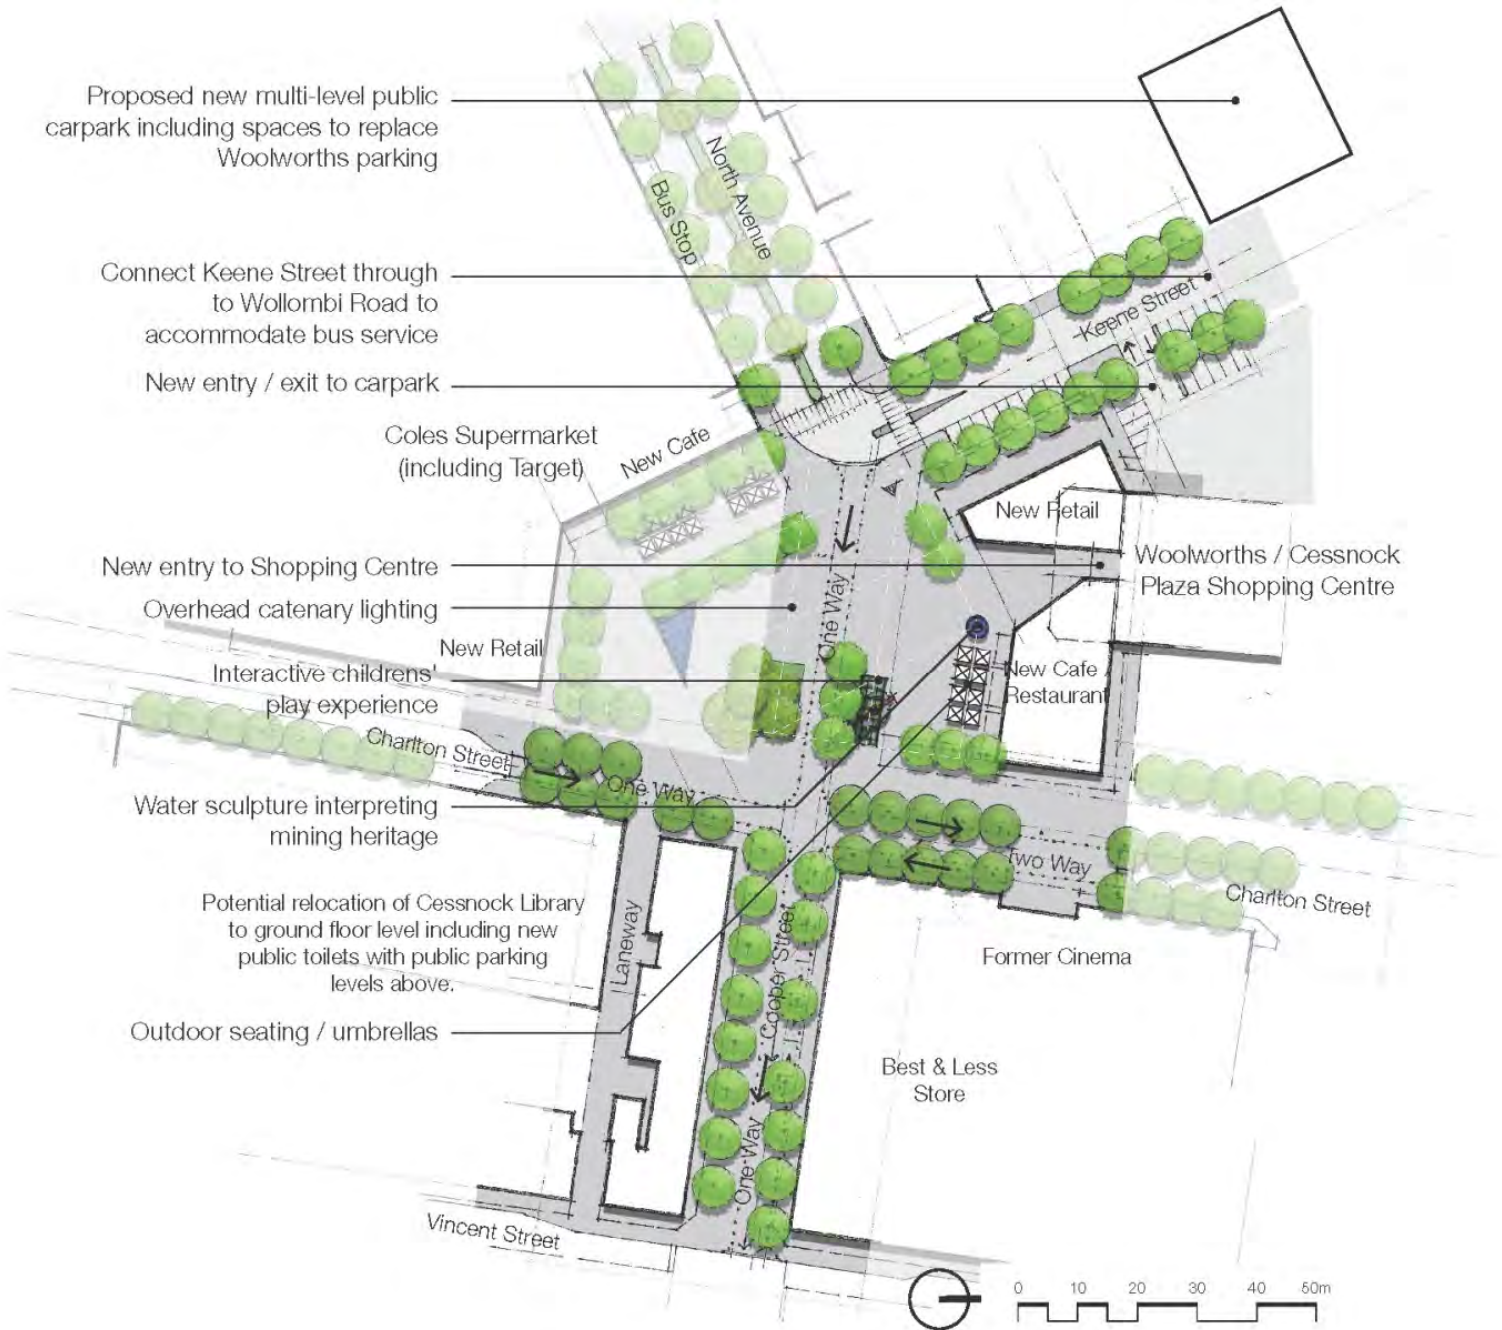 Proposed new multi-level public
carpark including spaces to replace
Woolworths parking
North Avenue
Bus Stop
Connect Keene Street through
to Wollombi Road to
accommodate bus service
Keene Street
New entry / exit to carpark
Coles Supermarket
(including Target)
New Cafe
New Retail
New entry to Shopping Centre
Woolworths / Cessnock
Plaza Shopping Centre
Overhead catenary lighting
One Way
New Retail
Interactive childrens'
play experience
New Cafe /
Restaurant
Charlton Street
One Way
Water sculpture interpreting
mining heritage
Two Way
Charlton Street
Potential relocation of Cessnock Library
to ground floor level including new
public toilets with public parking
levels above.
Laneway
Cooper Street
Former Cinema
Outdoor seating / umbrellas
Best & Less
Store
One Way
Vincent Street
0 10 20 30 40 50m